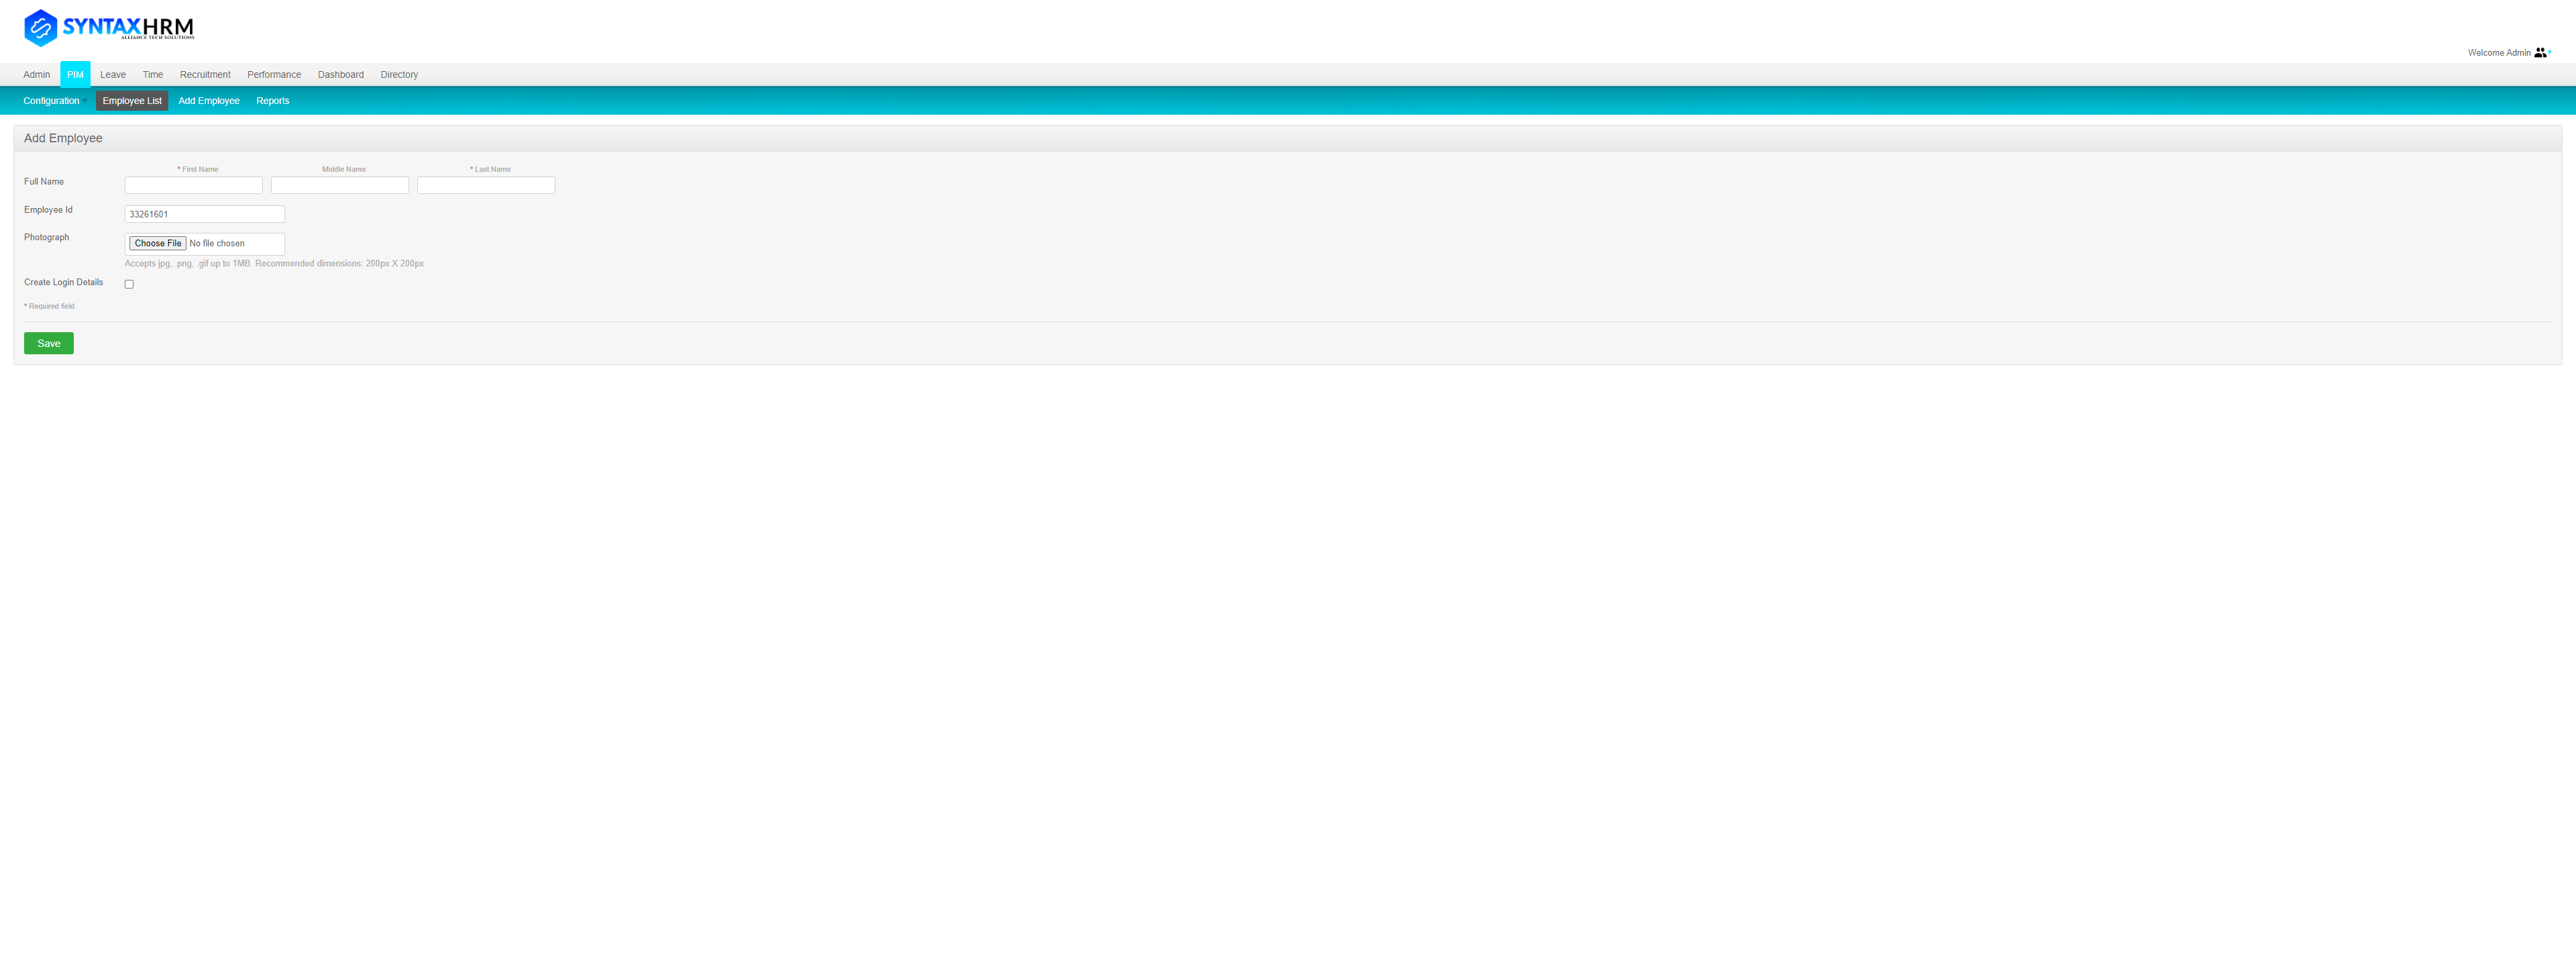 SYNTAXHRM
ALLIANCE TECH SOLUTIONS
Welcome Admin
Admin PIM Leave Time Recruitment Performance Dashboard Directory
Configuration Employee List Add Employee Reports
Add Employee
* First Name Middle Name * Last Name
Full Name
Employee Id 33261601
Photograph Choose File No file chosen
Accepts jpg, .png, .gif up to 1MB. Recommended dimensions: 200px X 200px
Create Login Details
* Required field
Save